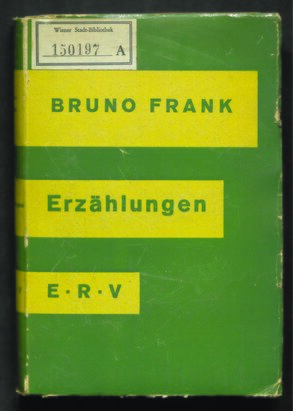 Wiener Stadt-Bibliothek
150197 A
BRUNO FRANK
Erzählungen
E·R·V